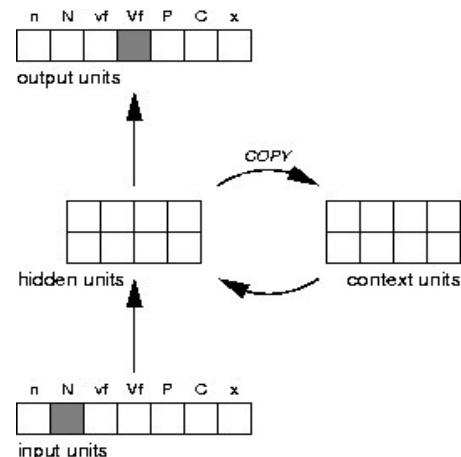 n N vf Vf P C x
output units
COPY
hidden units
context units
n N vf Vf P C x
input units